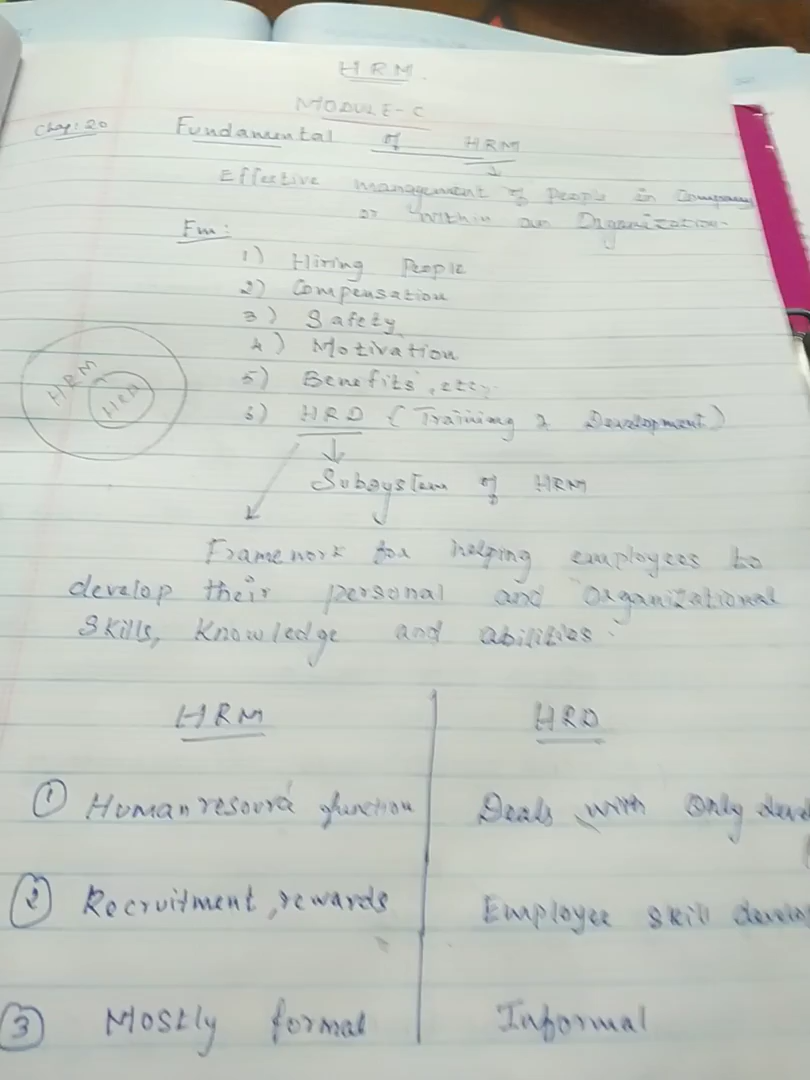 HRM.
MODULE-C
Chap: 20 Fundamental of HRM
Effective management of People in Company
or within an Organization.
Fm:
1) Hiring People
2) Compensation
3) Safety
4) Motivation
5) Benefits, etc,
6) HRD (Training & Development)
HRM
HRD
Subsystem of HRM
Framework for helping employees to
develop their personal and Organizational
Skills, Knowledge and abilities.
HRM HRD
① Human resource function Deals with Only
② Recruitment, rewards Employee skill
③ Mostly formal Informal